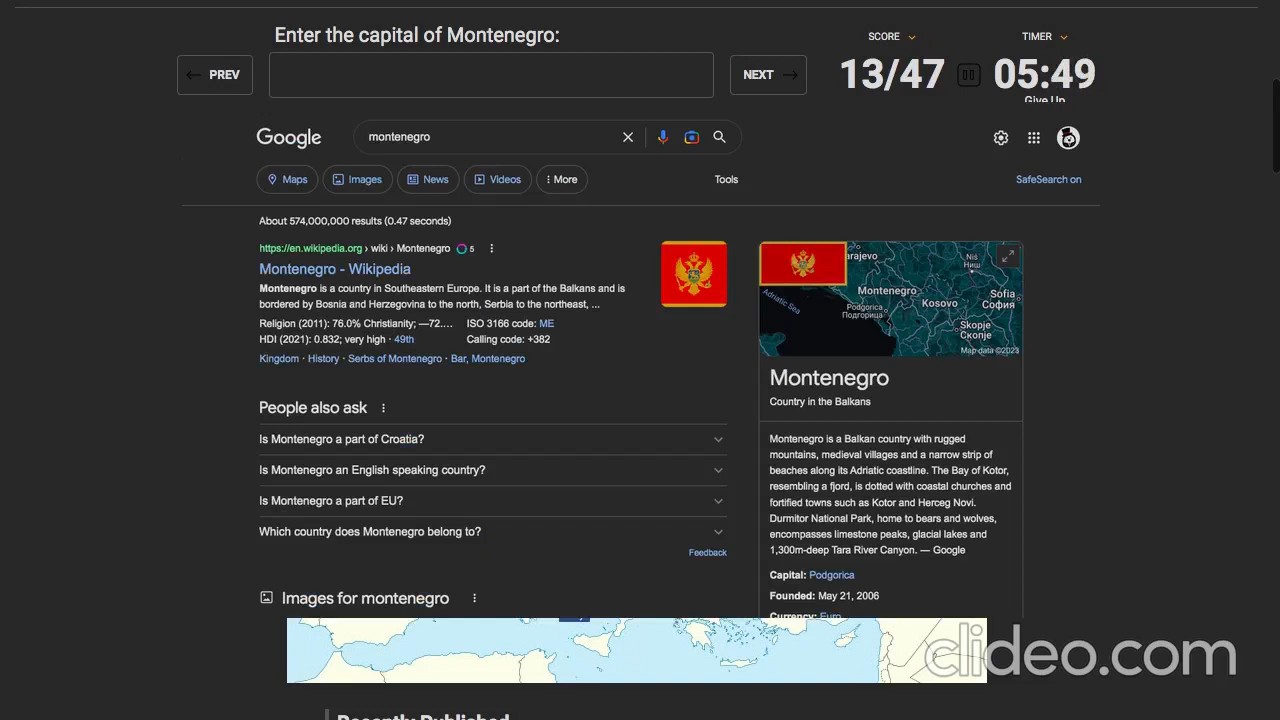 Enter the capital of Montenegro:
SCORE
TIMER
PREV
NEXT
13/47
05:49
Give Up
Google
montenegro
Maps
Images
News
Videos
More
Tools
SafeSearch on
About 574,000,000 results (0.47 seconds)
https://en.wikipedia.org › wiki › Montenegro 5
Montenegro - Wikipedia
Montenegro is a country in Southeastern Europe. It is a part of the Balkans and is
bordered by Bosnia and Herzegovina to the north, Serbia to the northeast, ...
Religion (2011): 76.0% Christianity; —72.... ISO 3166 code: ME
HDI (2021): 0.832; very high · 49th Calling code: +382
Kingdom · History · Serbs of Montenegro · Bar, Montenegro
People also ask
Is Montenegro a part of Croatia?
Is Montenegro an English speaking country?
Is Montenegro a part of EU?
Which country does Montenegro belong to?
Feedback
Images for montenegro
arajevo
Niš
Ниш
Montenegro
Kosovo
Sofia
София
Adriatic Sea
Podgorica
Подгорица
Skopje
Скопје
Map data ©2023
Montenegro
Country in the Balkans
Montenegro is a Balkan country with rugged
mountains, medieval villages and a narrow strip of
beaches along its Adriatic coastline. The Bay of Kotor,
resembling a fjord, is dotted with coastal churches and
fortified towns such as Kotor and Herceg Novi.
Durmitor National Park, home to bears and wolves,
encompasses limestone peaks, glacial lakes and
1,300m-deep Tara River Canyon. — Google
Capital: Podgorica
Founded: May 21, 2006
Currency: Euro
clideo.com
Recently Published